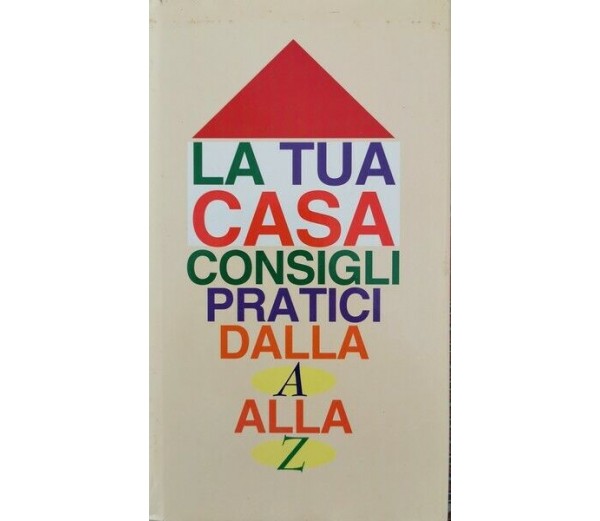 LA TUA
CASA
CONSIGLI
PRATICI
DALLA
A
ALLA
Z